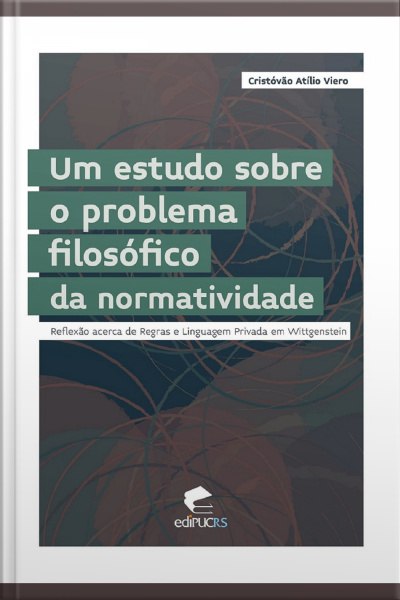 Cristóvão Atílio Viero
Um estudo sobre
o problema
filosófico
da normatividade
Reflexão acerca de Regras e Linguagem Privada em Wittgenstein
ediPUCRS